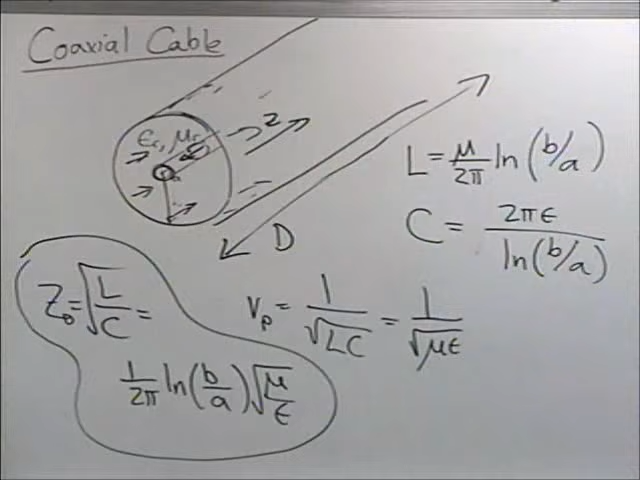 Coaxial Cable
εr, μr
z
D
L = μ/2π ln(b/a)
C = 2πε/ln(b/a)
Z₀ = √(L/C) =
1/2π ln(b/a) √(μ/ε)
Vp = 1/√(LC) = 1/√(με)